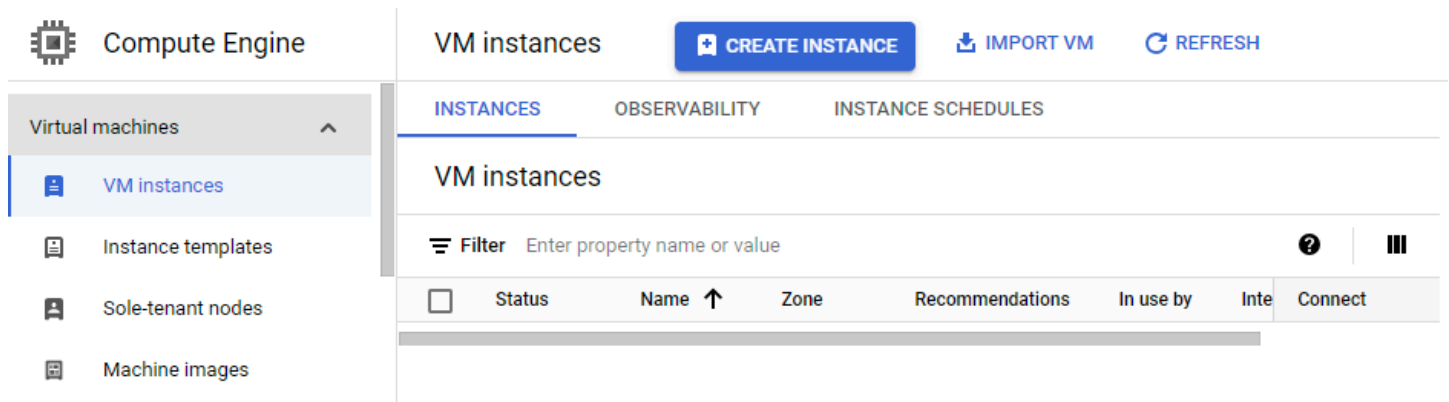 Compute Engine
VM instances
CREATE INSTANCE
IMPORT VM
REFRESH
Virtual machines
VM instances
Instance templates
Sole-tenant nodes
Machine images
INSTANCES
OBSERVABILITY
INSTANCE SCHEDULES
VM instances
Filter Enter property name or value
Status Name Zone Recommendations In use by Inte Connect